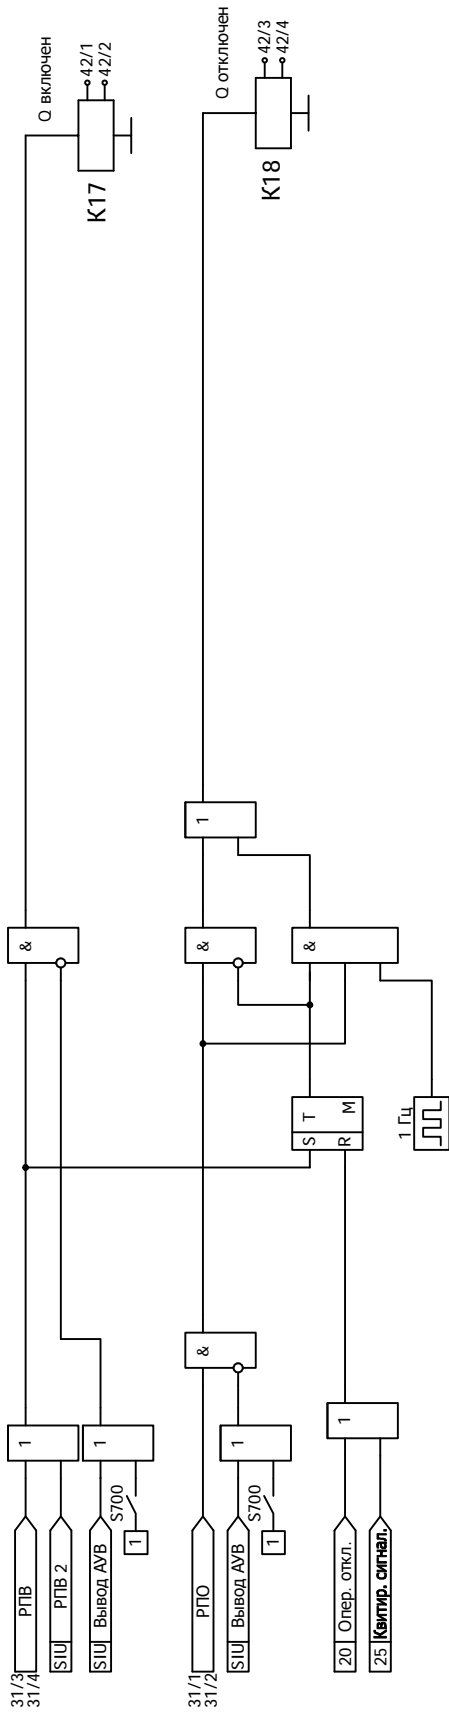 31/3
31/4
РПВ
SIU РПВ 2
SIU Вывод АУВ
1
S700
1
1
&
Q включен
42/1
42/2
К17
31/1
31/2
РПО
SIU Вывод АУВ
1
S700
1
&
&
1
Q отключен
42/3
42/4
К18
20 Опер. откл.
25 Квитир. сигнал.
1
S T
R M
&
1 Гц